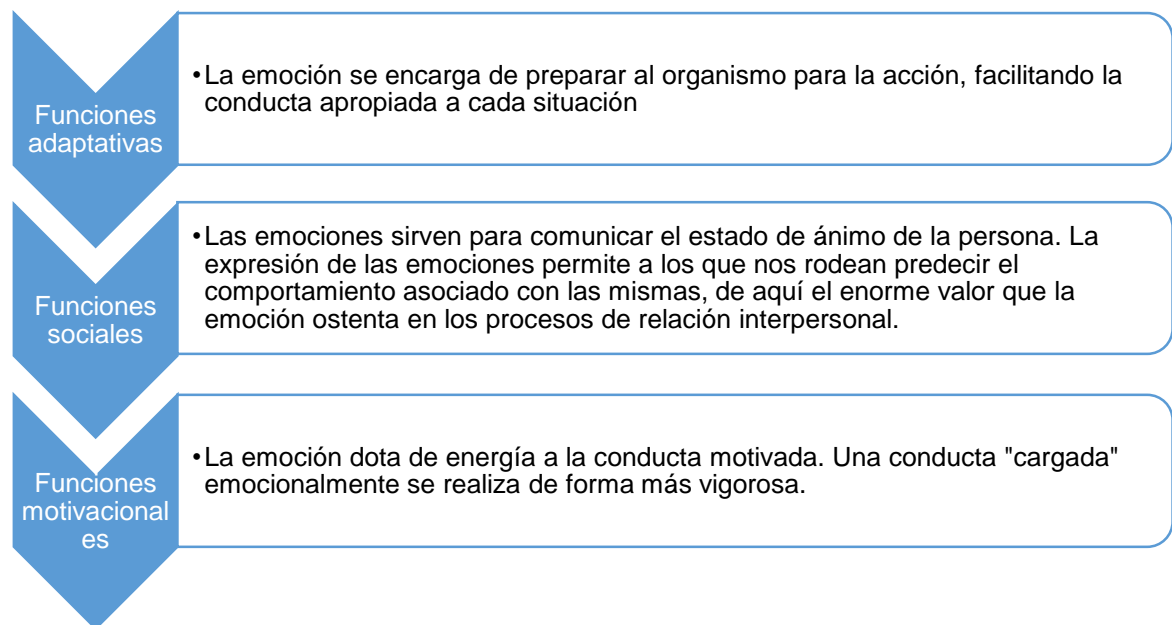 Funciones
adaptativas
•La emoción se encarga de preparar al organismo para la acción, facilitando la
conducta apropiada a cada situación
Funciones
sociales
•Las emociones sirven para comunicar el estado de ánimo de la persona. La
expresión de las emociones permite a los que nos rodean predecir el
comportamiento asociado con las mismas, de aquí el enorme valor que la
emoción ostenta en los procesos de relación interpersonal.
Funciones
motivacional
es
•La emoción dota de energía a la conducta motivada. Una conducta "cargada"
emocionalmente se realiza de forma más vigorosa.